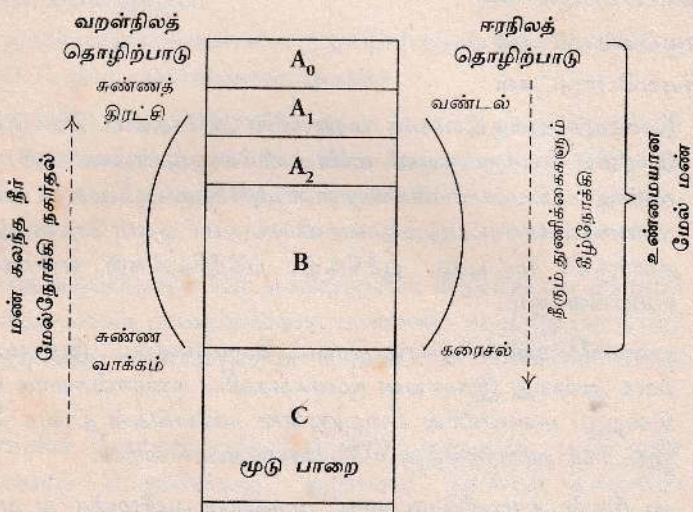 வறள்நிலத்
தொழிற்பாடு
சுண்ணத்
திரட்சி
மண் கலந்த நீர்
மேல்நோக்கி நகர்தல்
சுண்ண
வாக்கம்
A₀
A₁
A₂
B
C
மூடு பாறை
ஈரநிலத்
தொழிற்பாடு
வண்டல்
நீரும் துணிக்கைகளும்
கீழ்நோக்கி
கரைசல்
உண்மையான
மேல் மண்